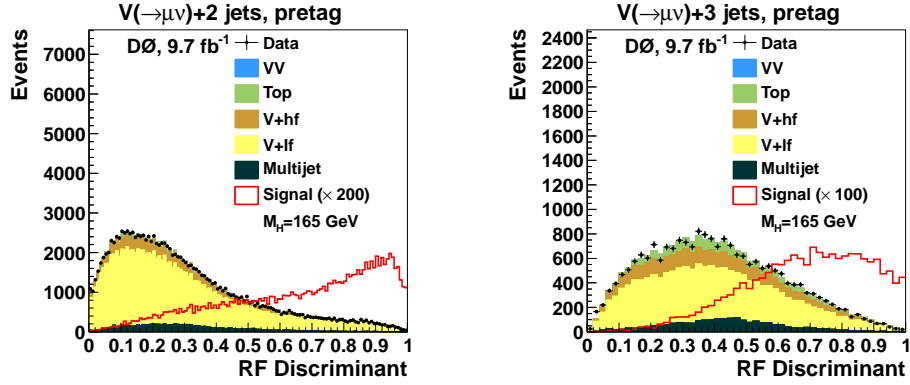 V(→μν)+2 jets, pretag
Events
7000
6000
5000
4000
3000
2000
1000
0
DØ, 9.7 fb⁻¹
Data
VV
Top
V+hf
V+lf
Multijet
Signal (× 200)
M_H=165 GeV
0 0.1 0.2 0.3 0.4 0.5 0.6 0.7 0.8 0.9 1
RF Discriminant
V(→μν)+3 jets, pretag
Events
2400
2200
2000
1800
1600
1400
1200
1000
800
600
400
200
0
DØ, 9.7 fb⁻¹
Data
VV
Top
V+hf
V+lf
Multijet
Signal (× 100)
M_H=165 GeV
0 0.1 0.2 0.3 0.4 0.5 0.6 0.7 0.8 0.9 1
RF Discriminant